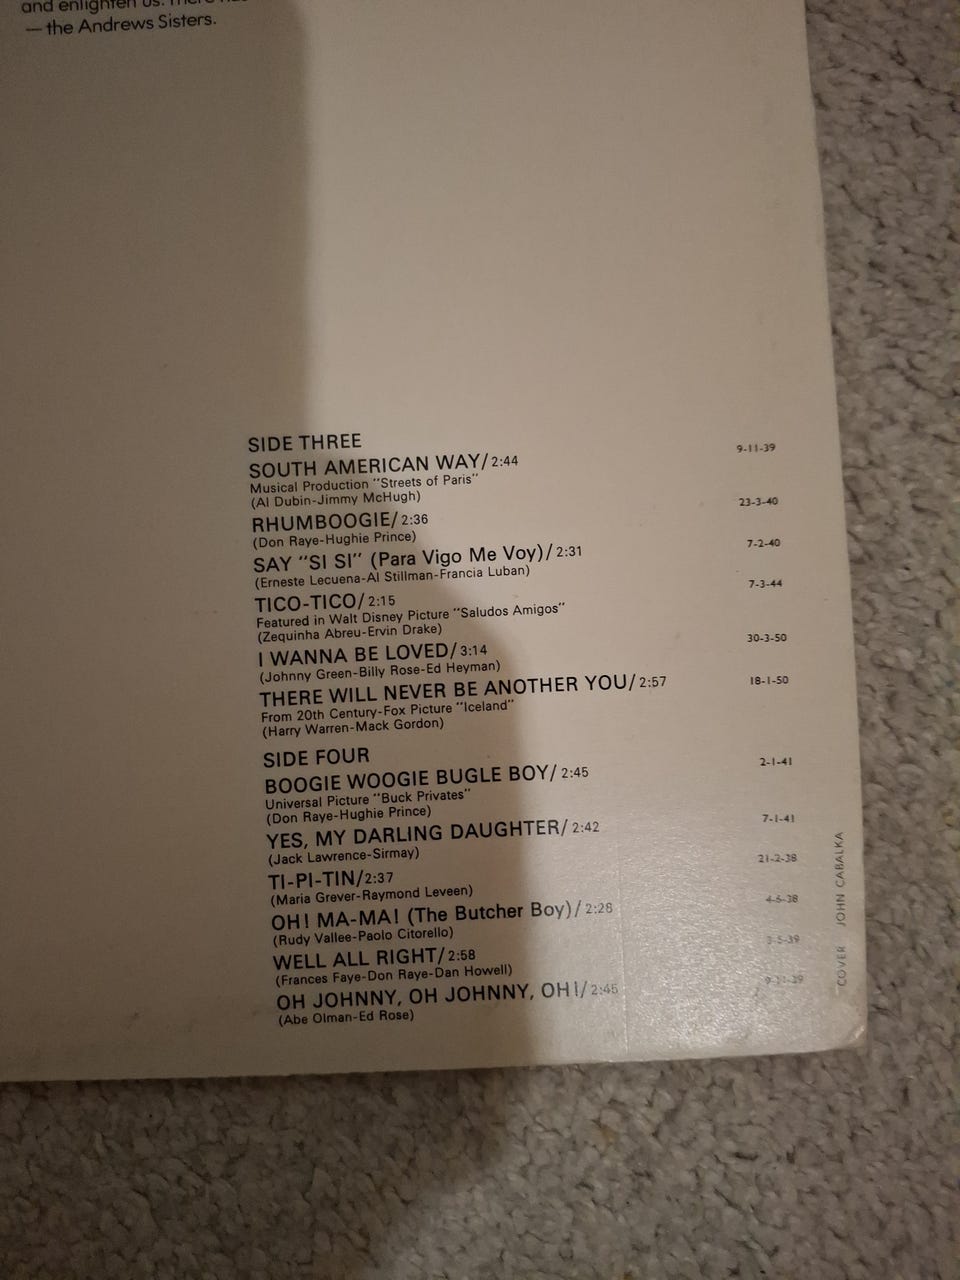 and enlighten us.
— the Andrews Sisters.
SIDE THREE
SOUTH AMERICAN WAY/2:44 9-11-39
Musical Production "Streets of Paris"
(Al Dubin-Jimmy McHugh)
RHUMBOOGIE/2:36 23-3-40
(Don Raye-Hughie Prince)
SAY "SI SI" (Para Vigo Me Voy)/2:31 7-2-40
(Erneste Lecuena-Al Stillman-Francia Luban)
TICO-TICO/2:15 7-3-44
Featured in Walt Disney Picture "Saludos Amigos"
(Zequinha Abreu-Ervin Drake)
I WANNA BE LOVED/3:14 30-3-50
(Johnny Green-Billy Rose-Ed Heyman)
THERE WILL NEVER BE ANOTHER YOU/2:57 18-1-50
From 20th Century-Fox Picture "Iceland"
(Harry Warren-Mack Gordon)
SIDE FOUR
BOOGIE WOOGIE BUGLE BOY/2:45 2-1-41
Universal Picture "Buck Privates"
(Don Raye-Hughie Prince)
YES, MY DARLING DAUGHTER/2:42 7-1-41
(Jack Lawrence-Sirmay)
TI-PI-TIN/2:37 21-2-38
(Maria Grever-Raymond Leveen)
OH! MA-MA! (The Butcher Boy)/2:28 4-6-38
(Rudy Vallee-Paolo Citorello)
WELL ALL RIGHT/2:58 3-5-39
(Frances Faye-Don Raye-Dan Howell)
OH JOHNNY, OH JOHNNY, OH!/2:45 9-11-39
(Abe Olman-Ed Rose)
COVER JOHN CABALKA